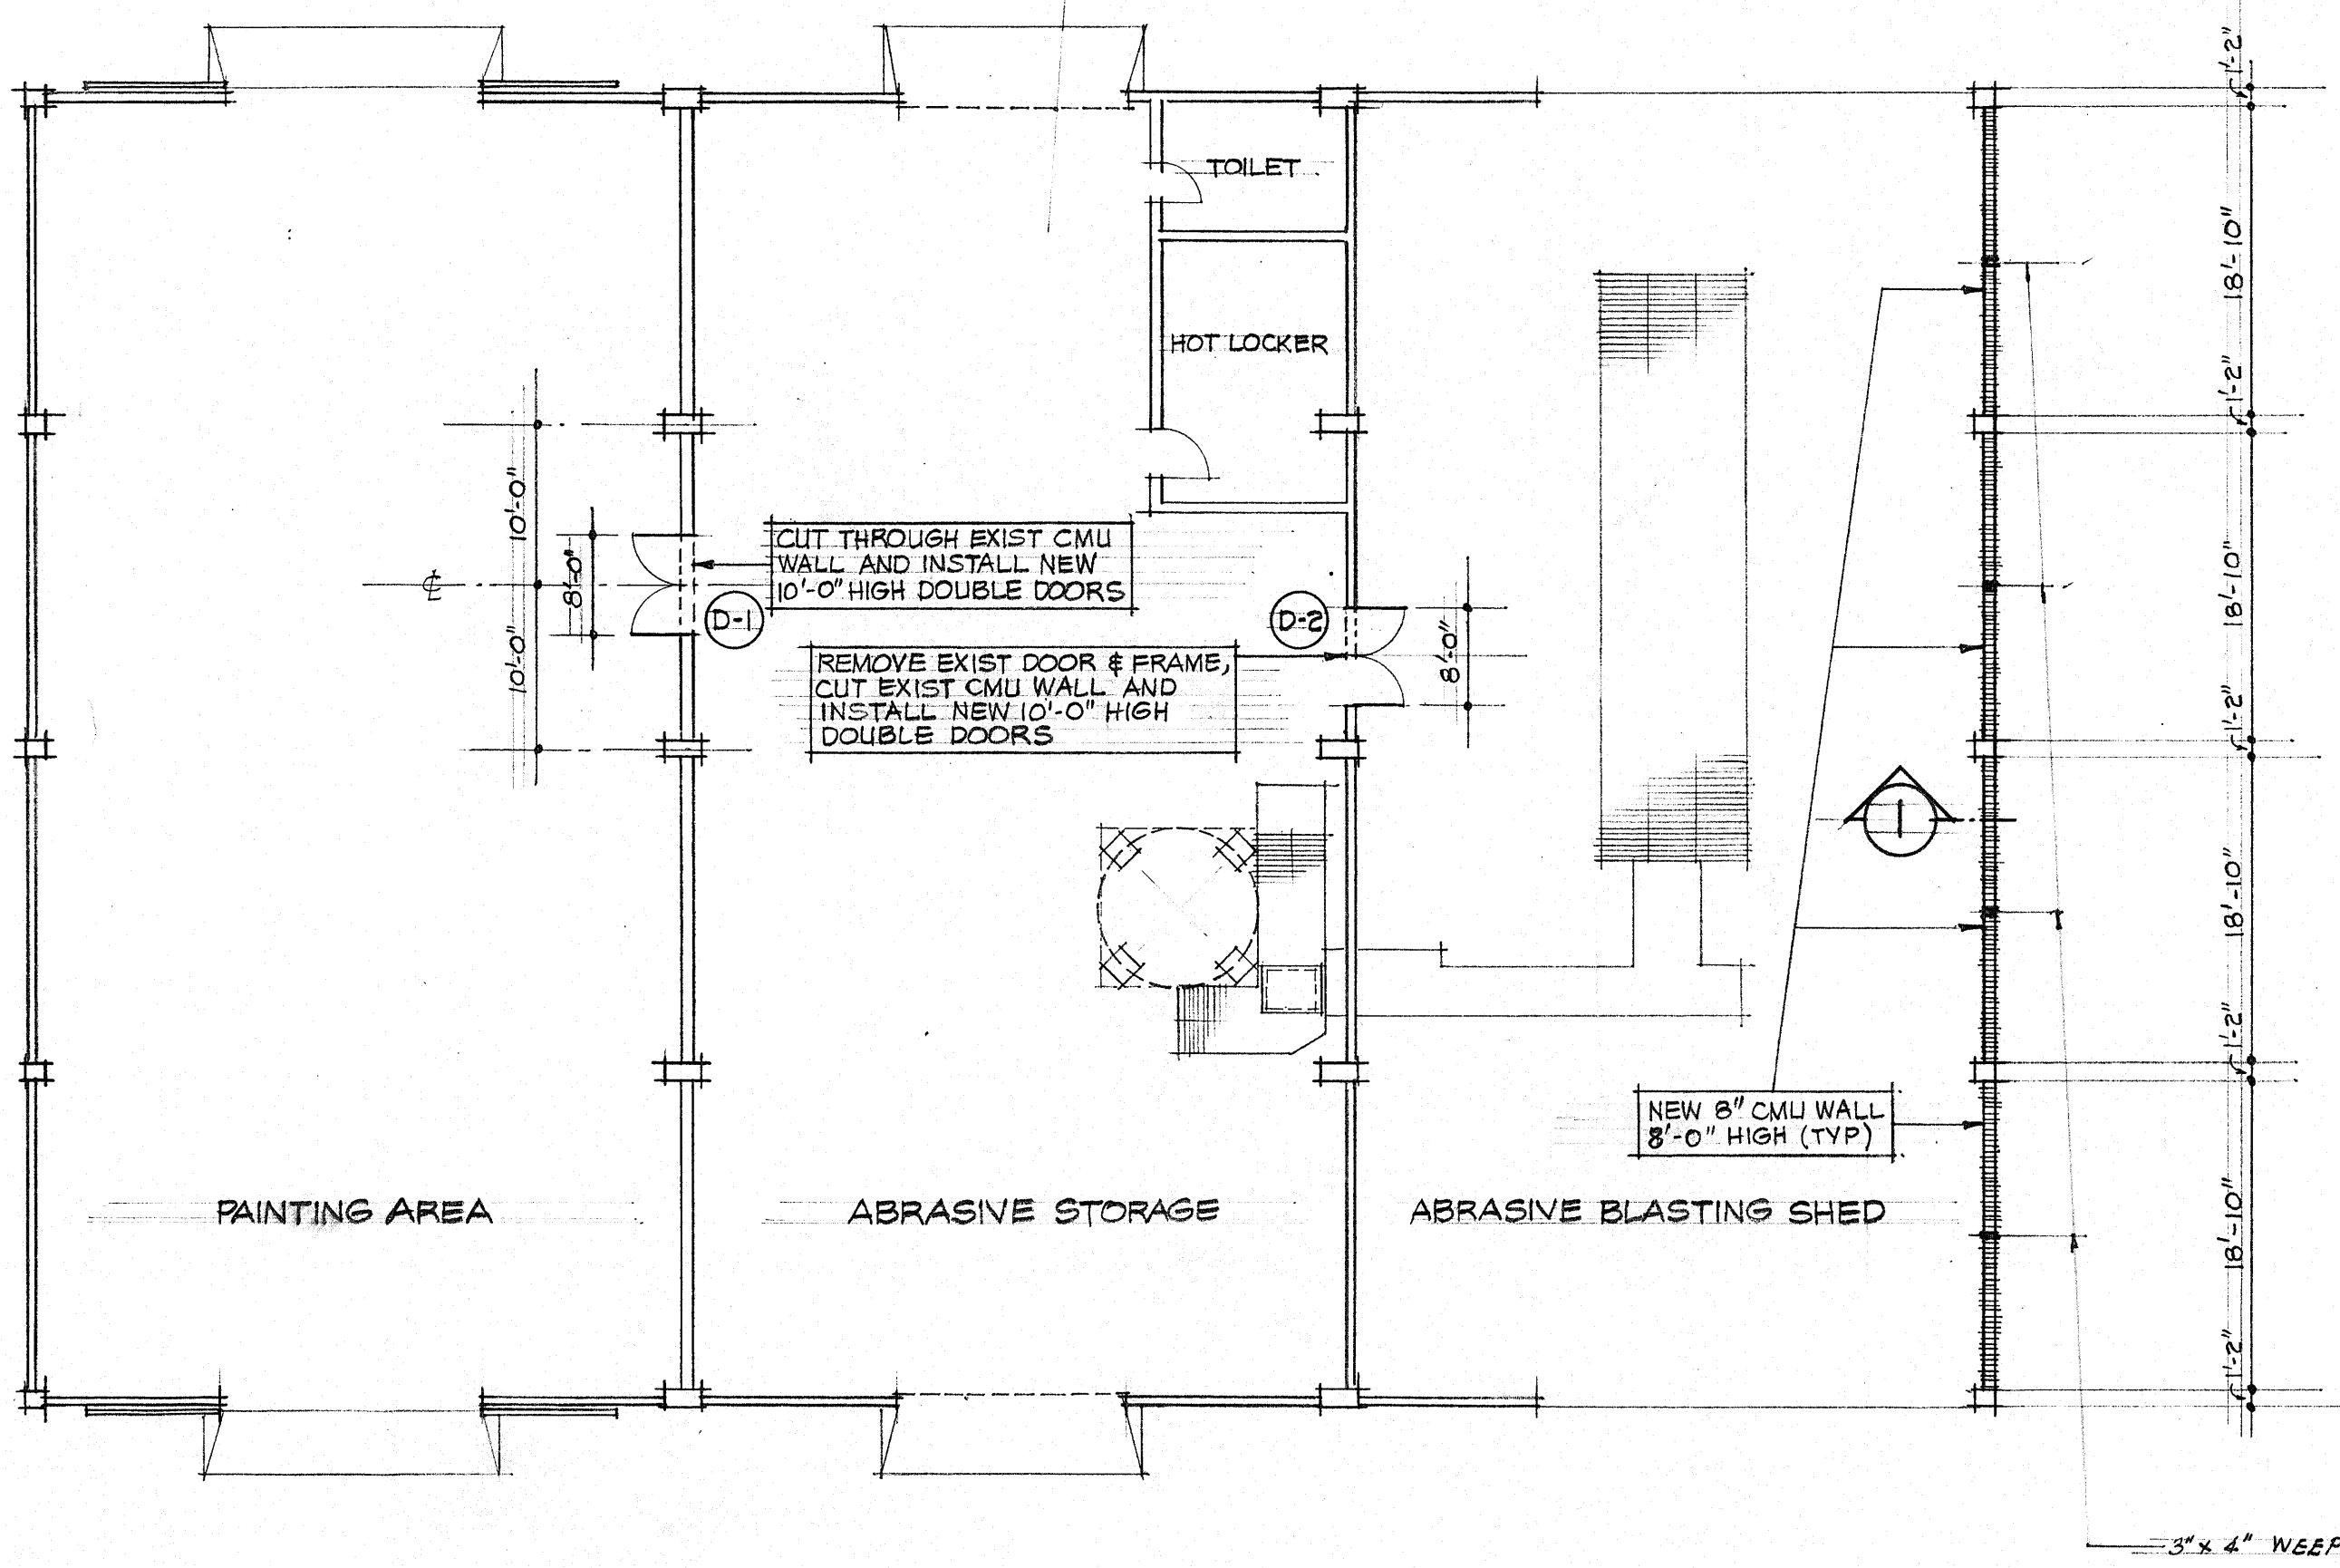 TOILET
HOT LOCKER
10'-0"
8'-0"
10'-0"
℄
CUT THROUGH EXIST CMU
WALL AND INSTALL NEW
10'-0" HIGH DOUBLE DOORS
D-1
D-2
REMOVE EXIST DOOR & FRAME,
CUT EXIST CMU WALL AND
INSTALL NEW 10'-0" HIGH
DOUBLE DOORS
8'-0"
1
NEW 8" CMU WALL
8'-0" HIGH (TYP)
PAINTING AREA
ABRASIVE STORAGE
ABRASIVE BLASTING SHED
1'-2"
18'-10"
1'-2"
18'-10"
1'-2"
18'-10"
1'-2"
18'-10"
1'-2"
3" x 4" WEEP